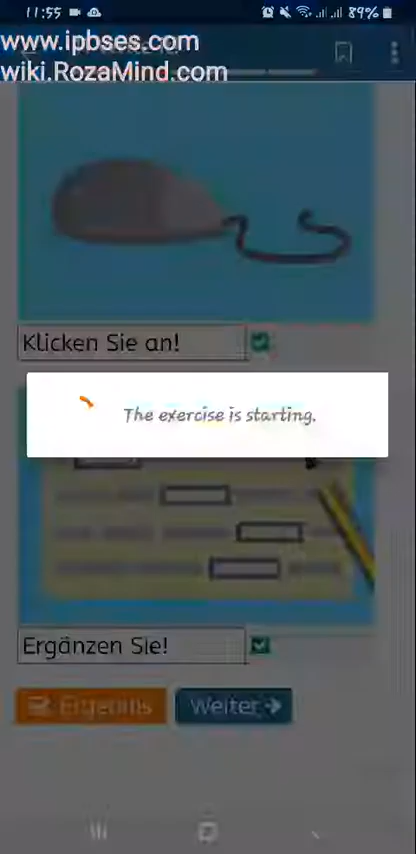 11:55
89%
www.ipbses.com
wiki.RozaMind.com
Klicken Sie an!
The exercise is starting.
Ergänzen Sie!
Ergebnis
Weiter